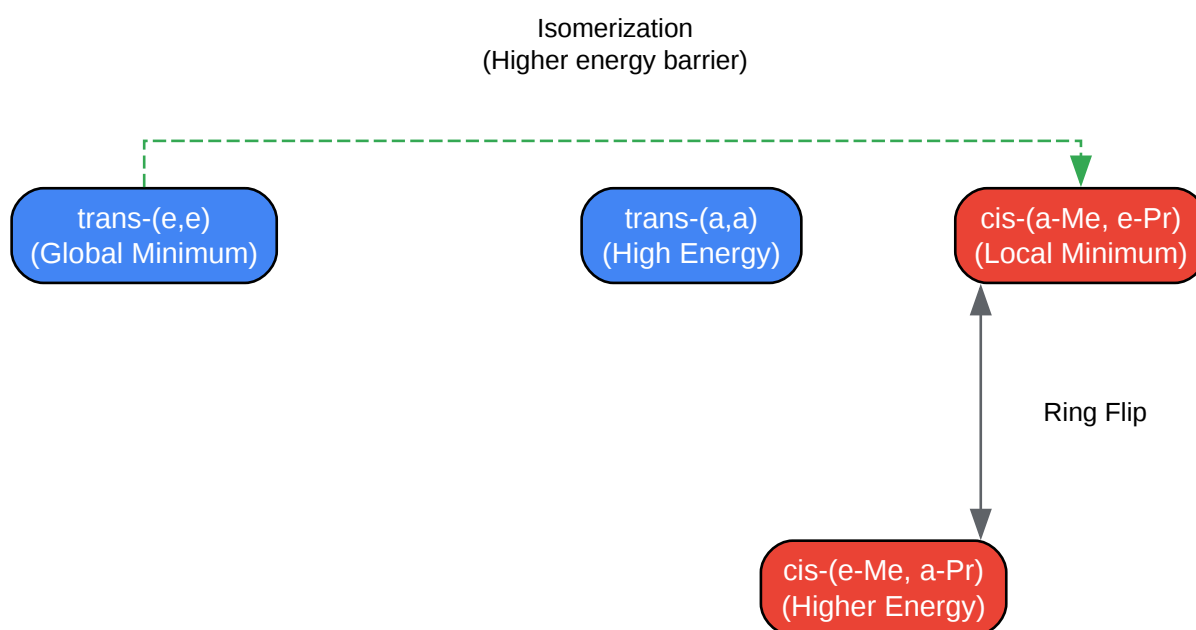 Isomerization
(Higher energy barrier)
trans-(e,e)
(Global Minimum)
trans-(a,a)
(High Energy)
cis-(a-Me, e-Pr)
(Local Minimum)
Ring Flip
cis-(e-Me, a-Pr)
(Higher Energy)